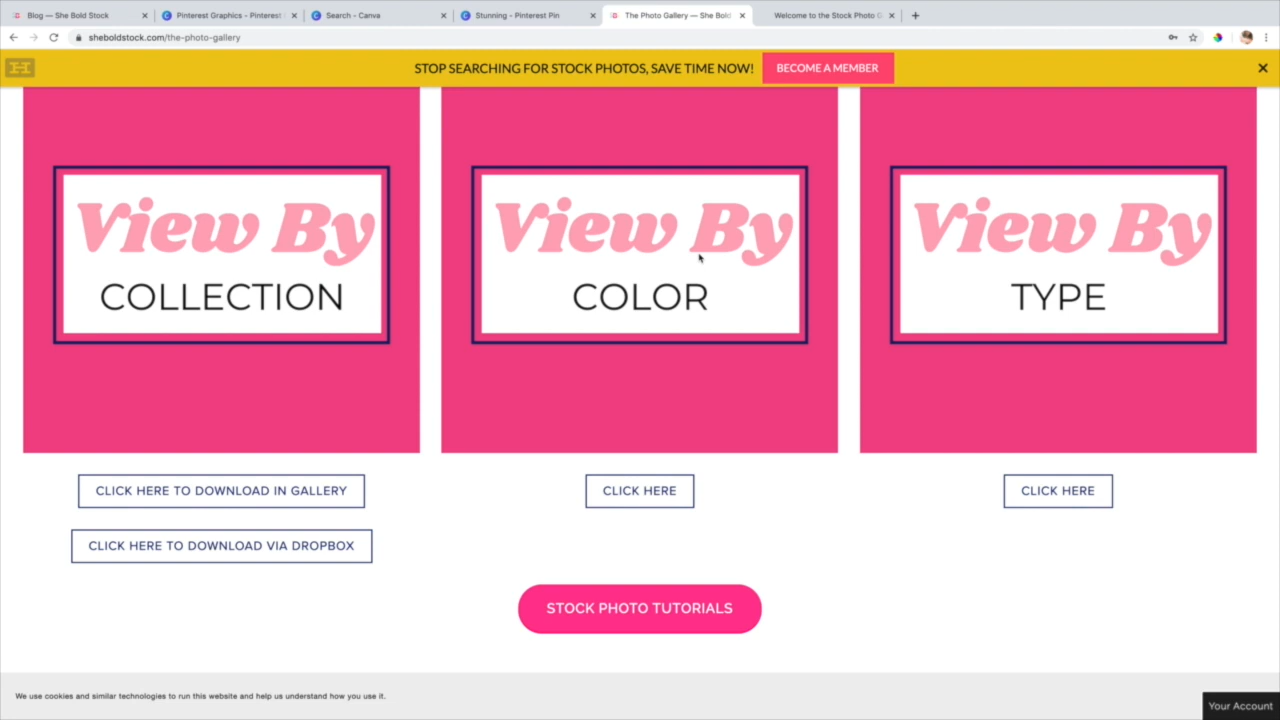 Blog — She Bold Stock
Pinterest Graphics - Pinterest
Search - Canva
Stunning - Pinterest Pin
The Photo Gallery — She Bold
Welcome to the Stock Photo G
sheboldstock.com/the-photo-gallery
STOP SEARCHING FOR STOCK PHOTOS, SAVE TIME NOW!
BECOME A MEMBER
View By
COLLECTION
View By
COLOR
View By
TYPE
CLICK HERE TO DOWNLOAD IN GALLERY
CLICK HERE
CLICK HERE
CLICK HERE TO DOWNLOAD VIA DROPBOX
STOCK PHOTO TUTORIALS
We use cookies and similar technologies to run this website and help us understand how you use it.
Your Account